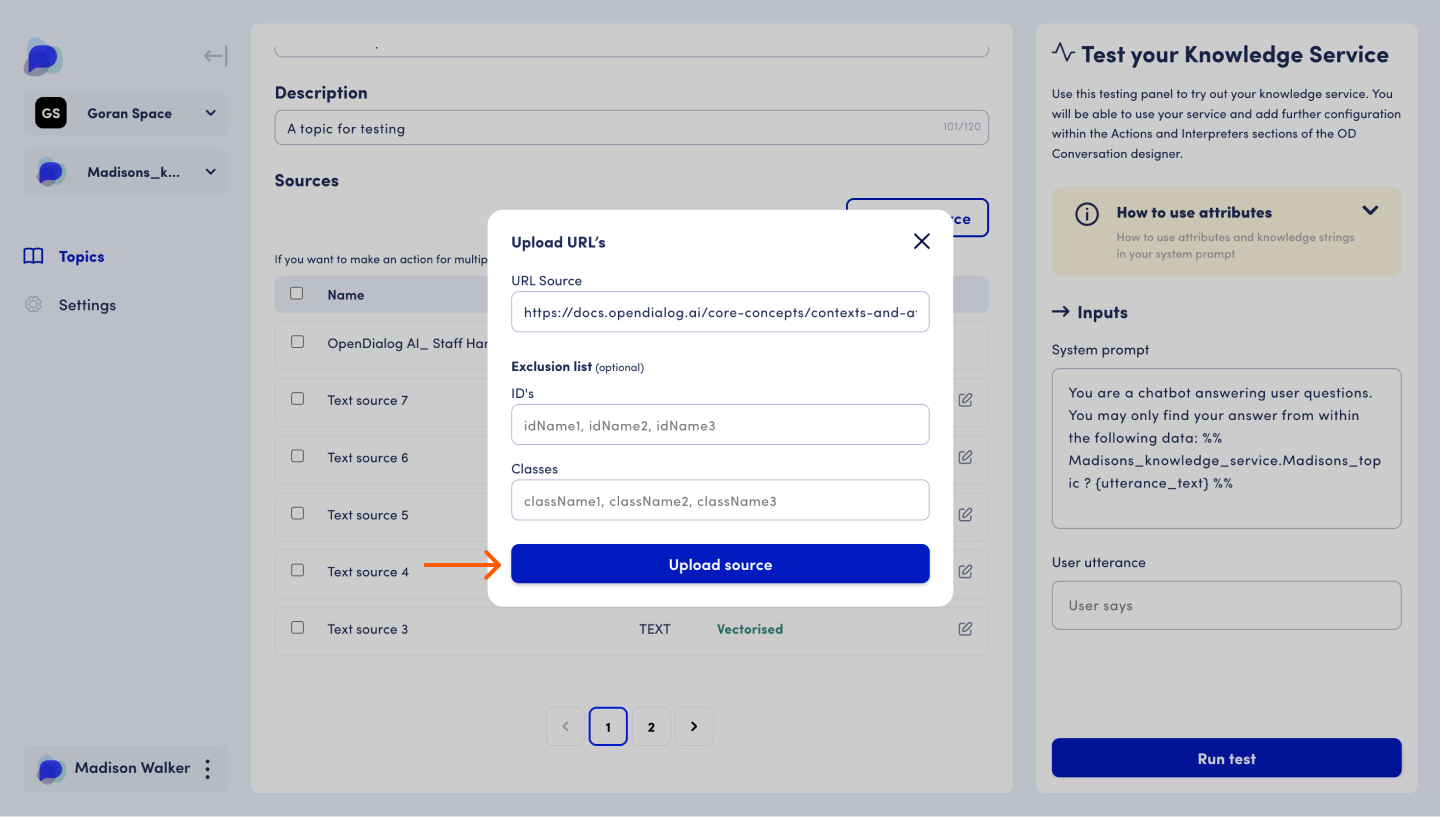 GS
Goran Space
Madisons_k...
Topics
Settings
Madison Walker
Description
A topic for testing
101/120
Sources
If you want to make an action for multip
Name
OpenDialog AI_ Staff Har
Text source 7
Text source 6
Text source 5
Text source 4
Text source 3 TEXT Vectorised
1 2
Upload URL’s
URL Source
https://docs.opendialog.ai/core-concepts/contexts-and-at
Exclusion list (optional)
ID's
idName1, idName2, idName3
Classes
className1, className2, className3
Upload source
Test your Knowledge Service
Use this testing panel to try out your knowledge service. You
will be able to use your service and add further configuration
within the Actions and Interpreters sections of the OD
Conversation designer.
How to use attributes
How to use attributes and knowledge strings
in your system prompt
Inputs
System prompt
You are a chatbot answering user questions.
You may only find your answer from within
the following data: %%
Madisons_knowledge_service.Madisons_top
ic ? {utterance_text} %%
User utterance
User says
Run test